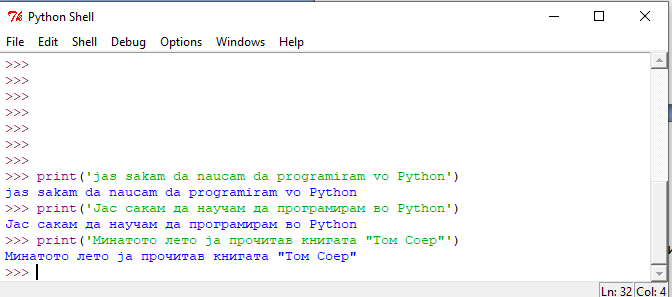 Python Shell
File Edit Shell Debug Options Windows Help
>>>
>>>
>>>
>>>
>>>
>>>
>>>
>>> print('jas sakam da naucam da programiram vo Python')
jas sakam da naucam da programiram vo Python
>>> print('Јас сакам да научам да програмирам во Python')
Јас сакам да научам да програмирам во Python
>>> print('Минатото лето ја прочитав книгата "Том Соер"')
Минатото лето ја прочитав книгата "Том Соер"
>>>
Ln: 32 Col: 4